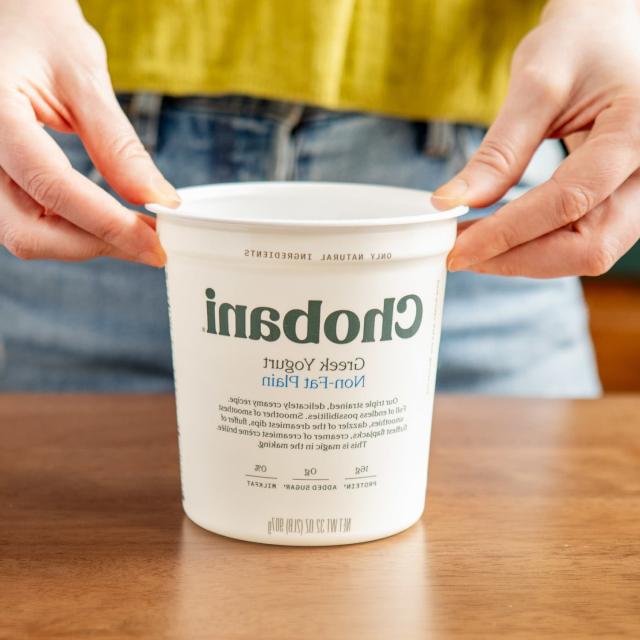 ONLY NATURAL INGREDIENTS
Chobani
Greek Yogurt
Non-Fat Plain
Our triple strained, delicately creamy recipe.
Full of endless possibilities. Smoother of smoothest
smoothies, dazzler of the dreamiest dips, fluffer of
fluffiest flapjacks, creamer of creamiest crème brûlée.
This is magic in the making.
16g 0g 0%
PROTEIN* ADDED SUGAR* MILKFAT
NET WT 32 OZ (2LB) 907g